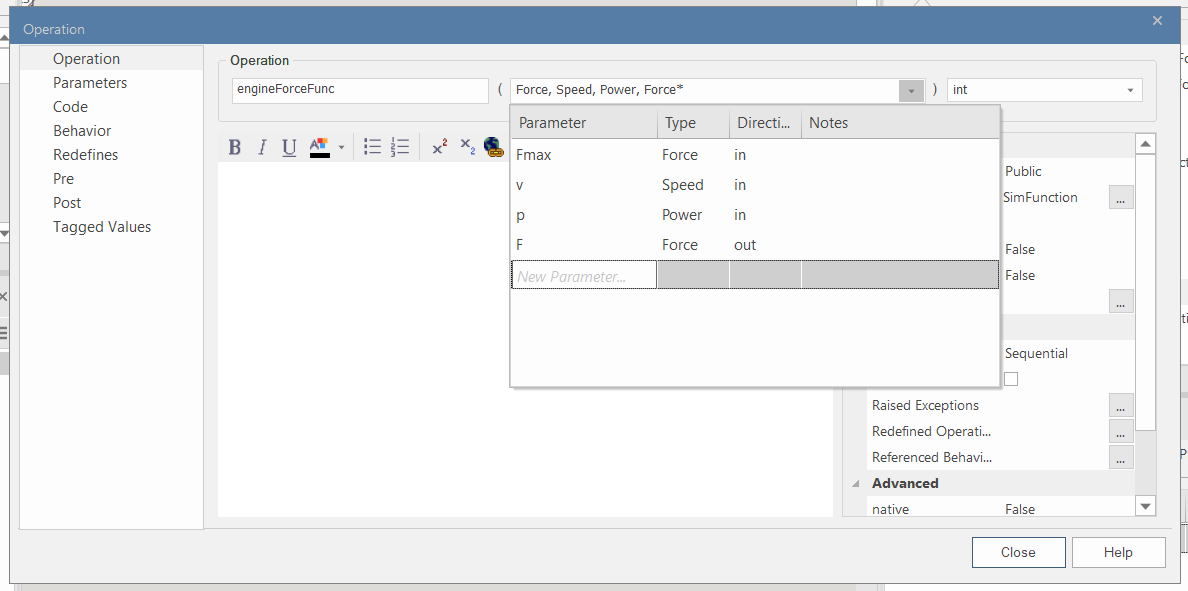 Operation
Operation
Parameters
Code
Behavior
Redefines
Pre
Post
Tagged Values
Operation
engineForceFunc ( Force, Speed, Power, Force* ) int
B I U A x² x₂
Parameter Type Directi... Notes
Fmax Force in
v Speed in
p Power in
F Force out
New Parameter...
Public
SimFunction ...
False
False
...
Sequential
Raised Exceptions ...
Redefined Operati... ...
Referenced Behavi... ...
Advanced
native False
Close Help